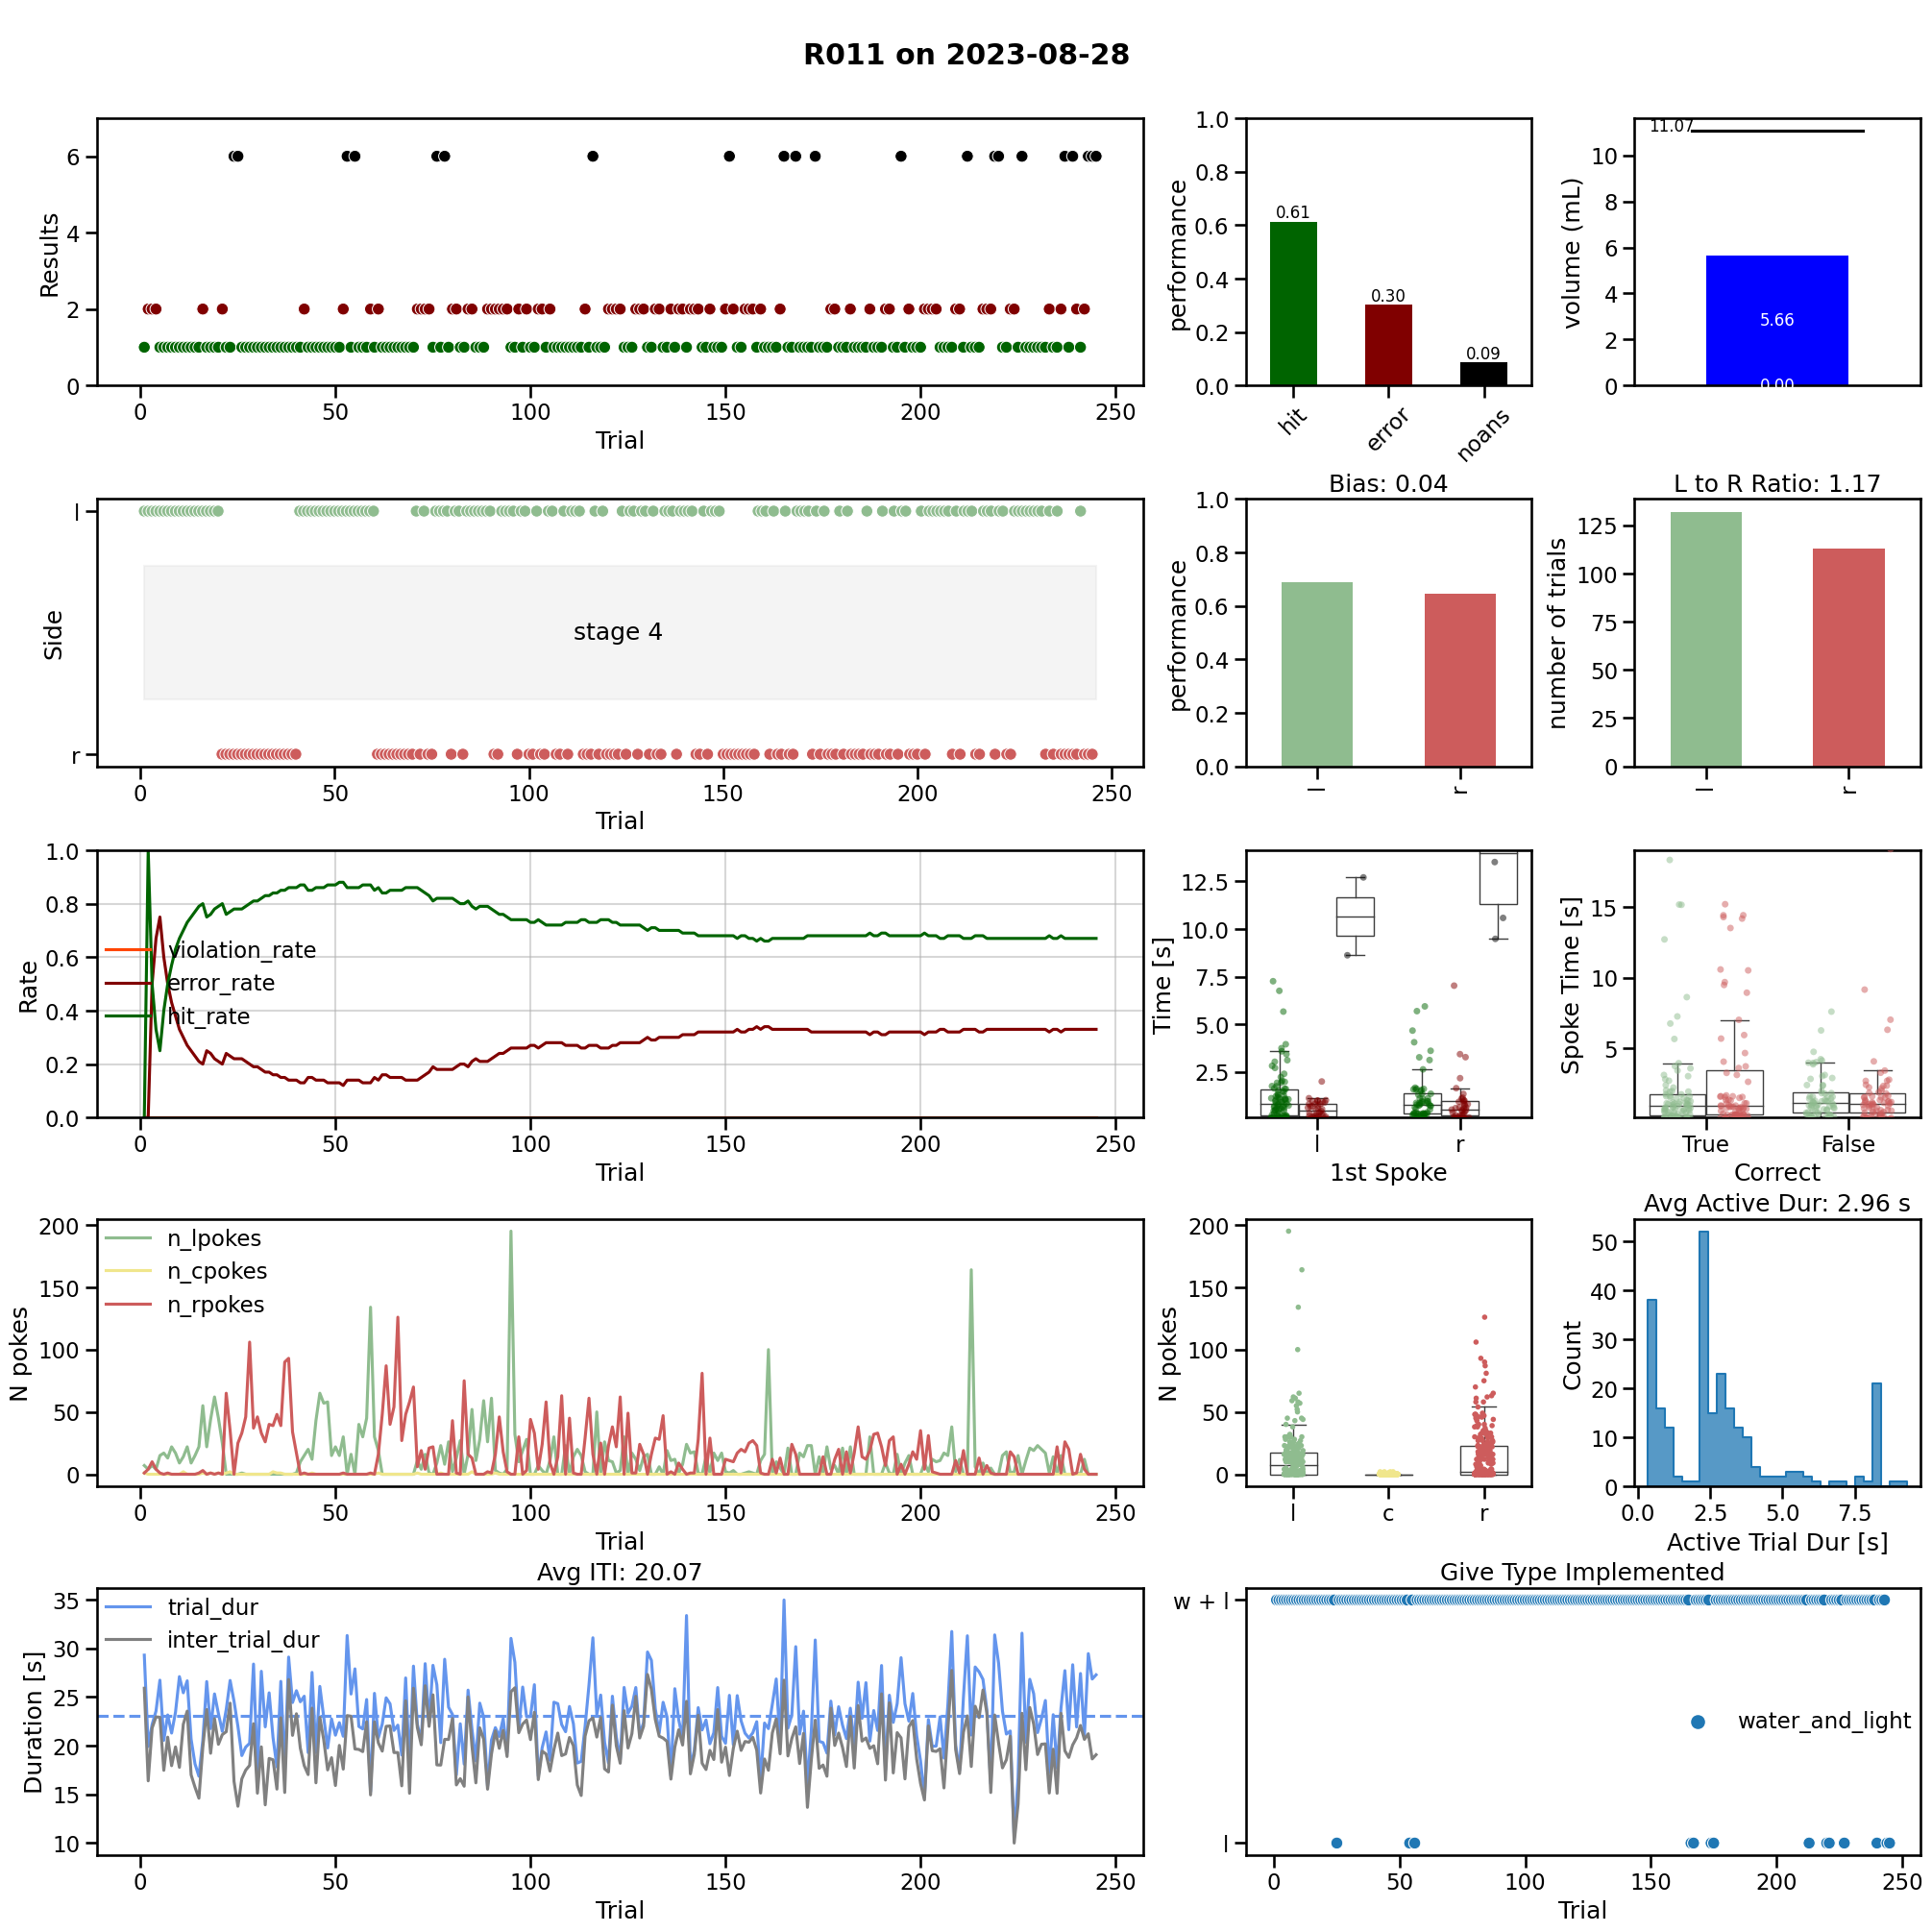 R011 on 2023-08-28
Results
6
4
2
0
0 50 100 150 200 250
Trial
performance
1.0
0.8
0.6
0.4
0.2
0.0
0.61
0.30
0.09
hit error noans
volume (mL)
10
8
6
4
2
0
11.07
5.66
0.00
Side
l
r
stage 4
0 50 100 150 200 250
Trial
Bias: 0.04
performance
1.0
0.8
0.6
0.4
0.2
0.0
l r
L to R Ratio: 1.17
number of trials
125
100
75
50
25
0
l r
Rate
1.0
0.8
0.6
0.4
0.2
0.0
violation_rate
error_rate
hit_rate
0 50 100 150 200 250
Trial
Time [s]
12.5
10.0
7.5
5.0
2.5
l r
1st Spoke
Spoke Time [s]
15
10
5
True False
Correct
N pokes
200
150
100
50
0
n_lpokes
n_cpokes
n_rpokes
0 50 100 150 200 250
Trial
N pokes
200
150
100
50
0
l c r
Avg Active Dur: 2.96 s
Count
50
40
30
20
10
0
0.0 2.5 5.0 7.5
Active Trial Dur [s]
Avg ITI: 20.07
Duration [s]
35
30
25
20
15
10
trial_dur
inter_trial_dur
0 50 100 150 200 250
Trial
Give Type Implemented
w + l
l
water_and_light
0 50 100 150 200 250
Trial